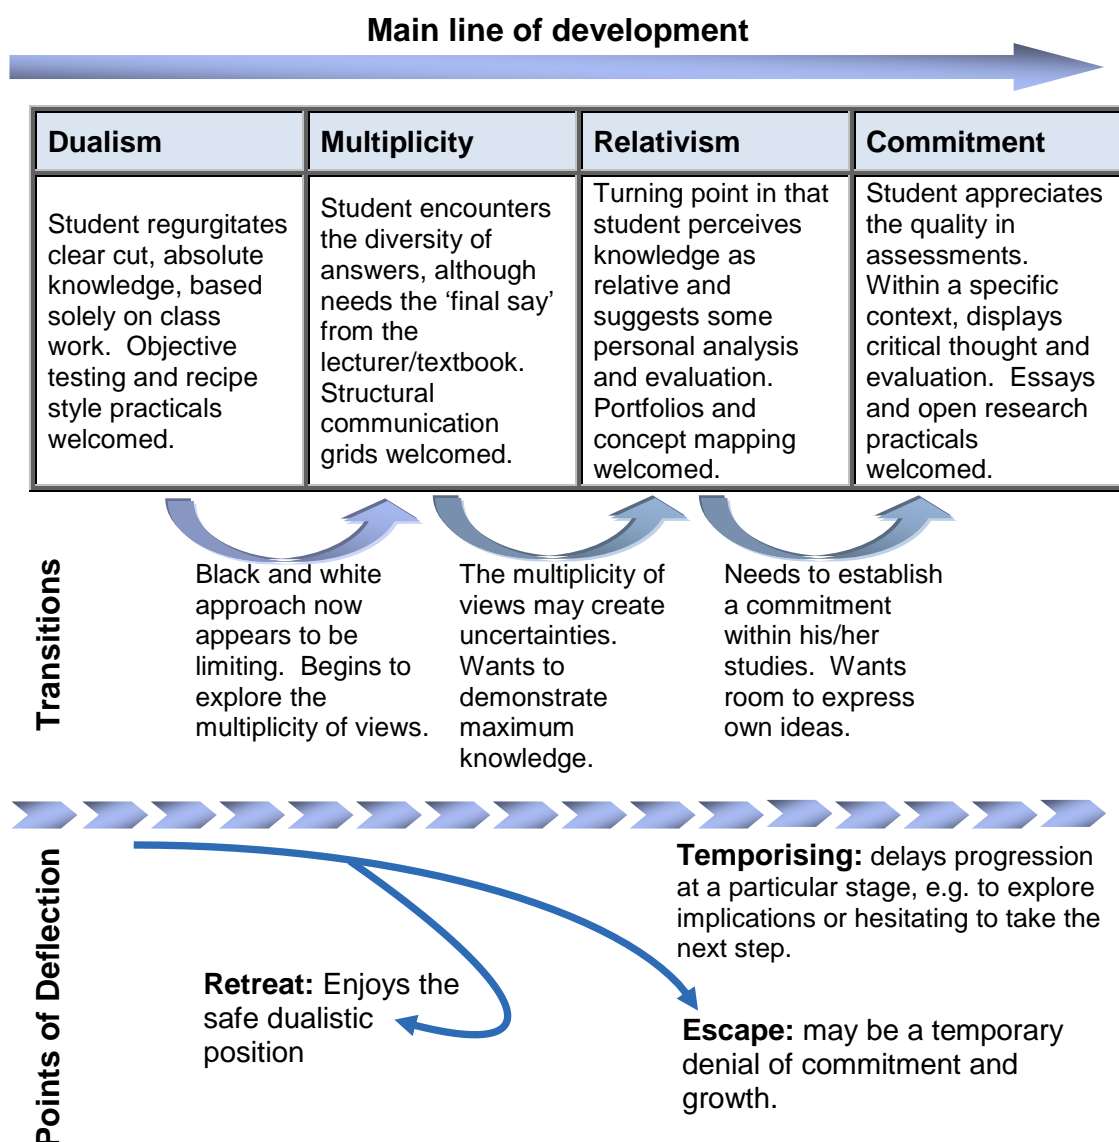 Main line of development
Dualism
Multiplicity
Relativism
Commitment
Student regurgitates
clear cut, absolute
knowledge, based
solely on class
work.  Objective
testing and recipe
style practicals
welcomed.
Student encounters
the diversity of
answers, although
needs the ‘final say’
from the
lecturer/textbook.
Structural
communication
grids welcomed.
Turning point in that
student perceives
knowledge as
relative and
suggests some
personal analysis
and evaluation.
Portfolios and
concept mapping
welcomed.
Student appreciates
the quality in
assessments.
Within a specific
context, displays
critical thought and
evaluation.  Essays
and open research
practicals
welcomed.
Transitions
Black and white
approach now
appears to be
limiting.  Begins to
explore the
multiplicity of views.
The multiplicity of
views may create
uncertainties.
Wants to
demonstrate
maximum
knowledge.
Needs to establish
a commitment
within his/her
studies.  Wants
room to express
own ideas.
Points of Deflection
Temporising: delays progression
at a particular stage, e.g. to explore
implications or hesitating to take the
next step.
Retreat: Enjoys the
safe dualistic
position
Escape: may be a temporary
denial of commitment and
growth.